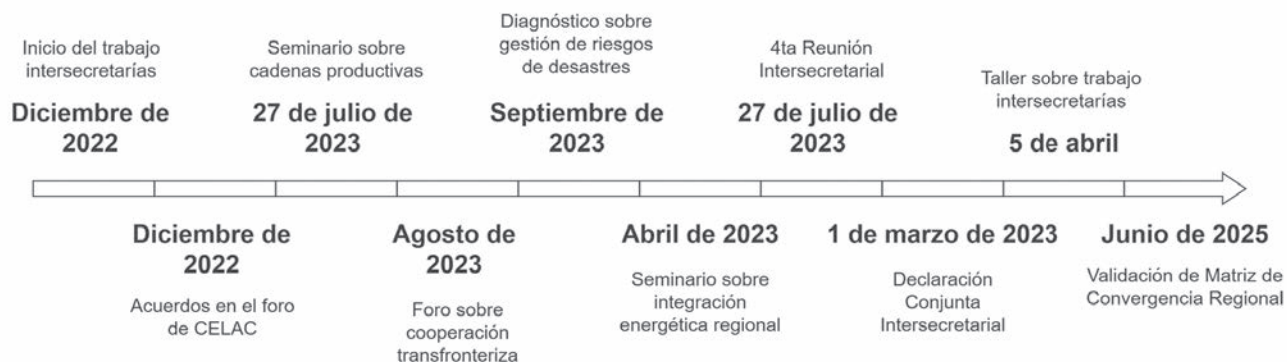 Inicio del trabajo
intersecretarías
Diciembre de
2022
Seminario sobre
cadenas productivas
27 de julio de
2023
Diagnóstico sobre
gestión de riesgos
de desastres
Septiembre de
2023
4ta Reunión
Intersecretarial
27 de julio de
2023
Taller sobre trabajo
intersecretarías
5 de abril
Diciembre de
2022
Acuerdos en el foro
de CELAC
Agosto de
2023
Foro sobre
cooperación
transfronteriza
Abril de 2023
Seminario sobre
integración
energética regional
1 de marzo de 2023
Declaración
Conjunta
Intersecretarial
Junio de 2025
Validación de Matriz de
Convergencia Regional